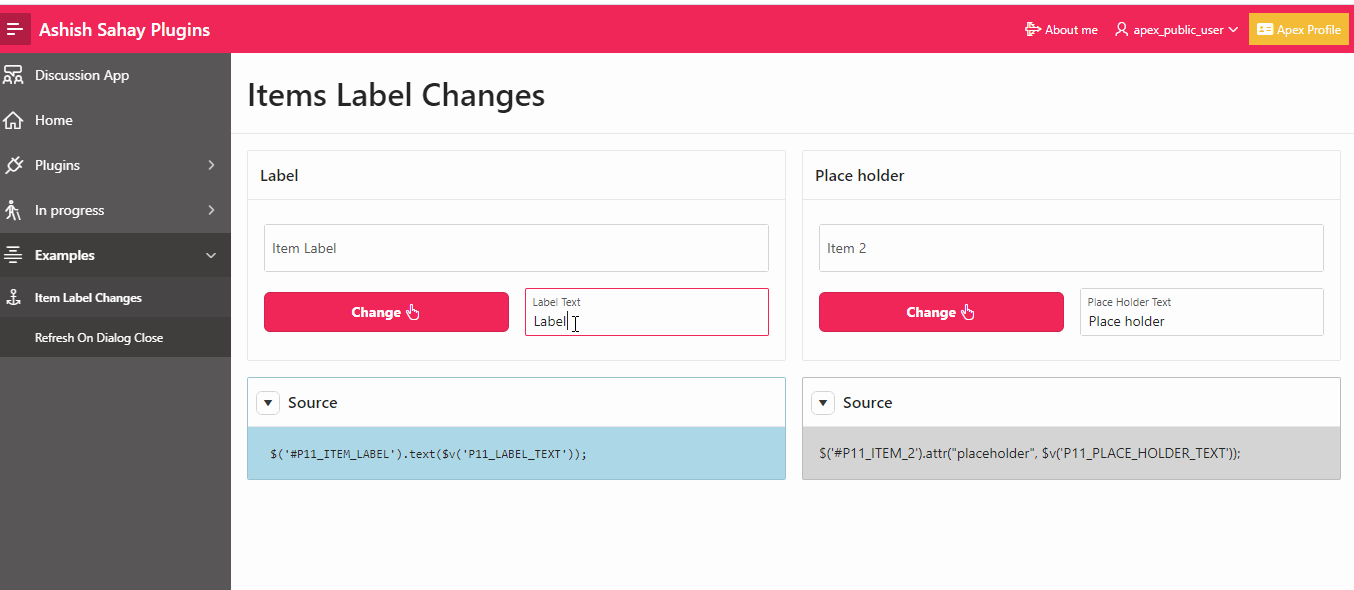 Ashish Sahay Plugins
About me
apex_public_user
Apex Profile
Discussion App
Home
Plugins
In progress
Examples
Item Label Changes
Refresh On Dialog Close
Items Label Changes
Label
Item Label
Change
Label Text
Label
Place holder
Item 2
Change
Place Holder Text
Place holder
Source
$('#P11_ITEM_LABEL').text($v('P11_LABEL_TEXT'));
Source
$('#P11_ITEM_2').attr("placeholder", $v('P11_PLACE_HOLDER_TEXT'));